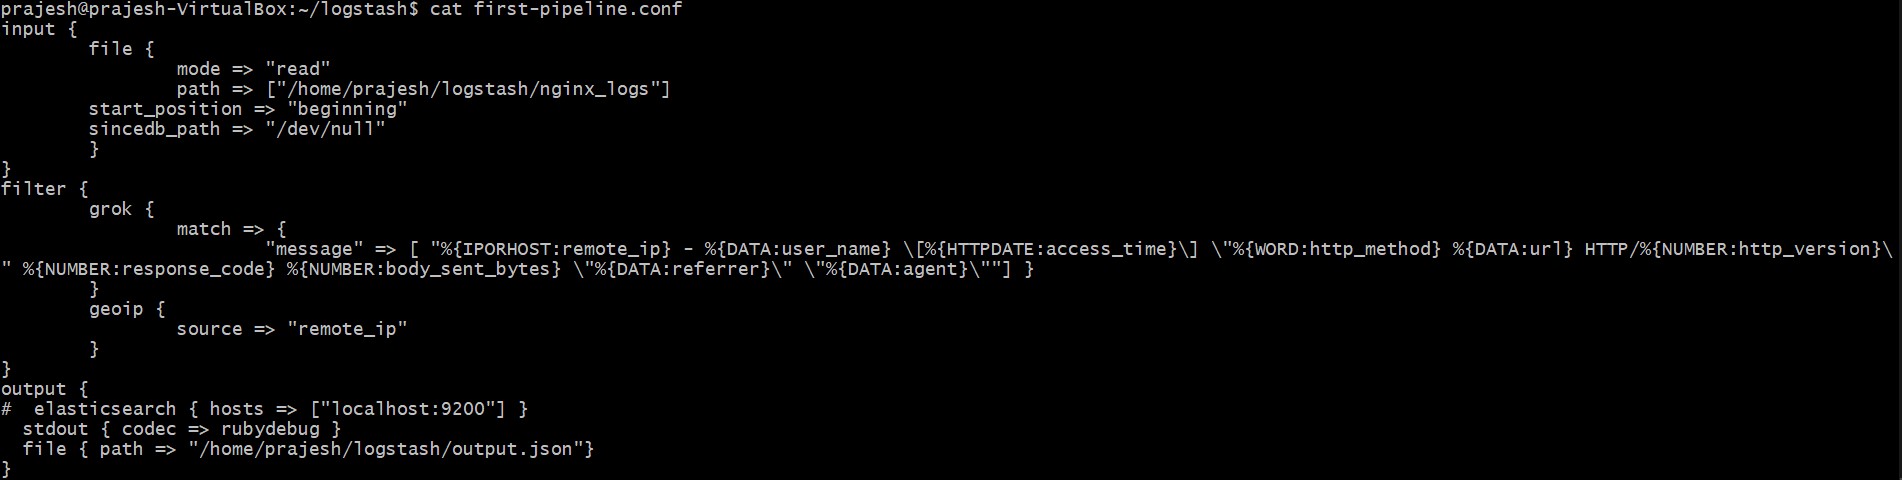 prajesh@prajesh-VirtualBox:~/logstash$ cat first-pipeline.conf
input {
        file {
                mode => "read"
                path => ["/home/prajesh/logstash/nginx_logs"]
        start_position => "beginning"
        sincedb_path => "/dev/null"
        }
}
filter {
        grok {
                match => {
                        "message" => [ "%{IPORHOST:remote_ip} - %{DATA:user_name} \[%{HTTPDATE:access_time}\] \"%{WORD:http_method} %{DATA:url} HTTP/%{NUMBER:http_version}\
" %{NUMBER:response_code} %{NUMBER:body_sent_bytes} \"%{DATA:referrer}\" \"%{DATA:agent}\""] }
        }
        geoip {
                source => "remote_ip"
        }
}
output {
#  elasticsearch { hosts => ["localhost:9200"] }
  stdout { codec => rubydebug }
  file { path => "/home/prajesh/logstash/output.json"}
}